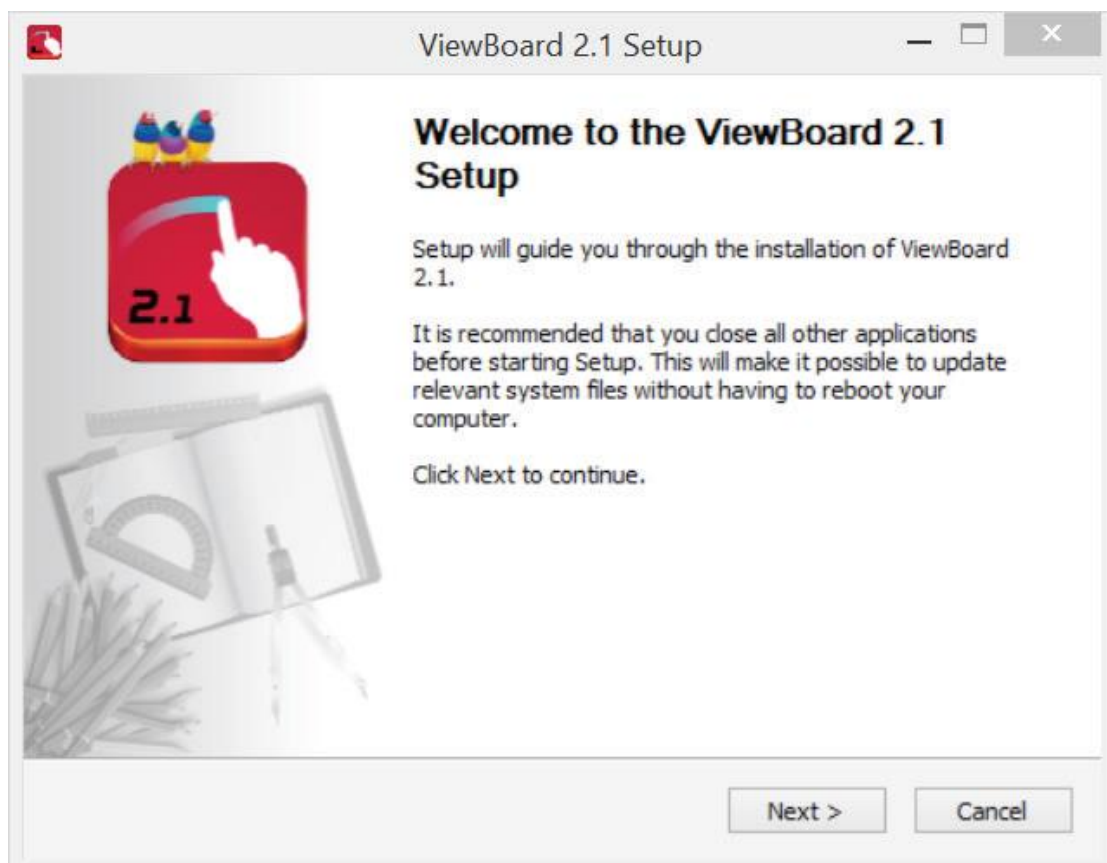 ViewBoard 2.1 Setup
2.1
Welcome to the ViewBoard 2.1
Setup
Setup will guide you through the installation of ViewBoard
2.1.
It is recommended that you close all other applications
before starting Setup. This will make it possible to update
relevant system files without having to reboot your
computer.
Click Next to continue.
Next >
Cancel